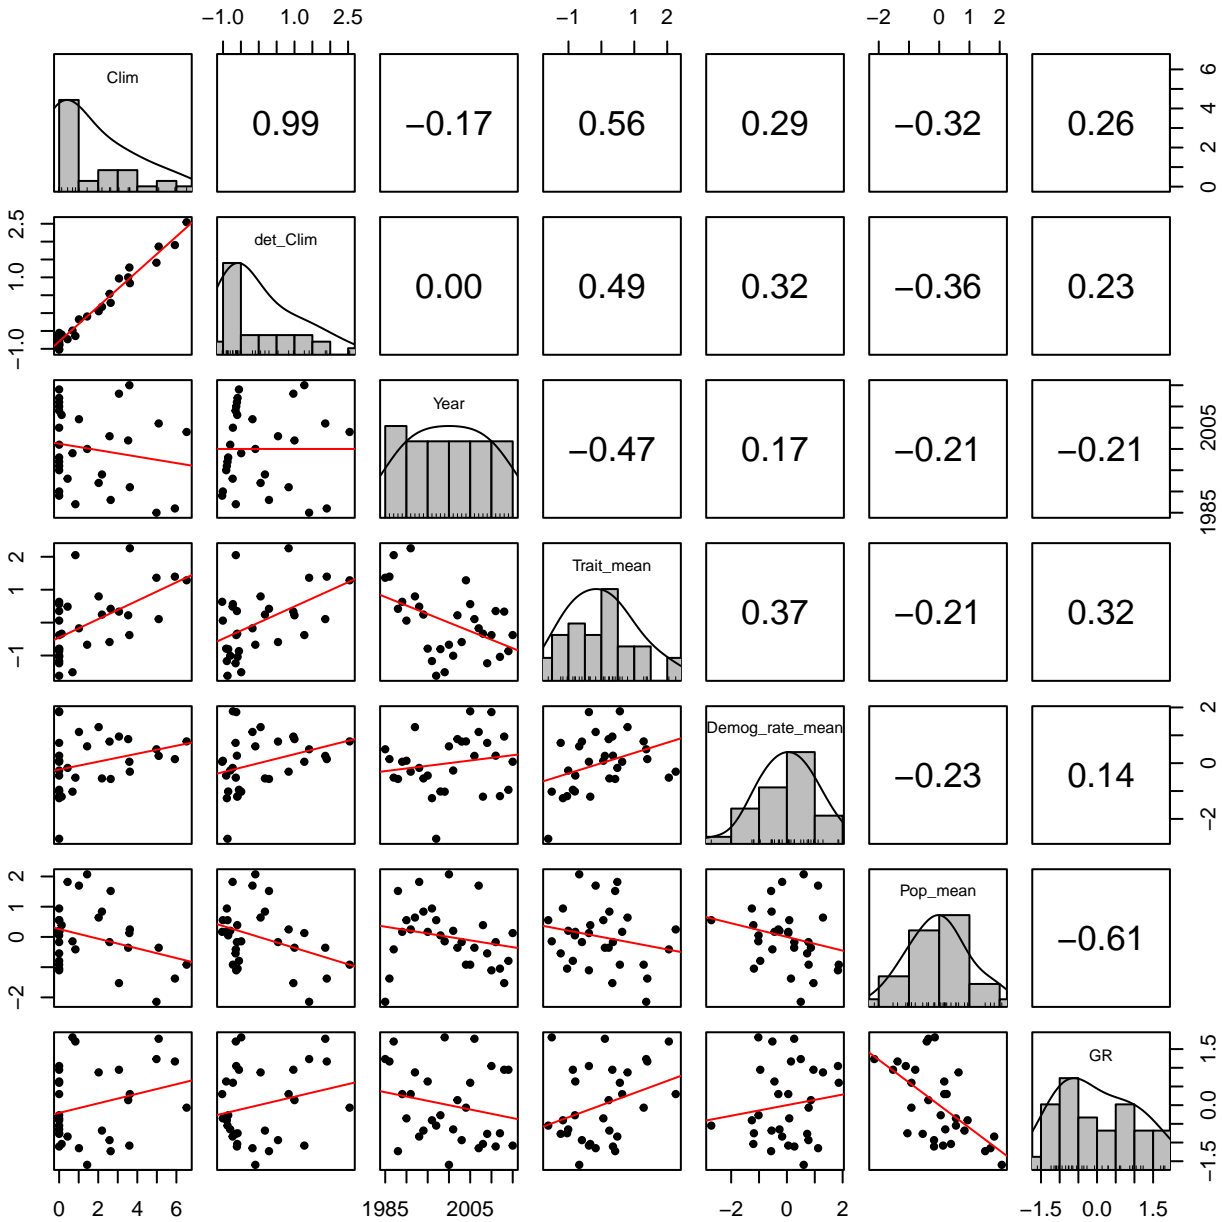 −1.0 1.0 2.5 −1 1 2 −2 0 2
Clim 0.99 −0.17 0.56 0.29 −0.32 0.26 0 2 4 6
−1.0 1.0 2.5 det_Clim 0.00 0.49 0.32 −0.36 0.23
Year −0.47 0.17 −0.21 −0.21 1985 2005
−1 1 2 Trait_mean 0.37 −0.21 0.32
Demog_rate_mean −0.23 0.14 −2 0 2
−2 0 1 2 Pop_mean −0.61
GR −1.5 0.0 1.5
0 2 4 6 1985 2005 −2 0 2 −1.5 0.0 1.5